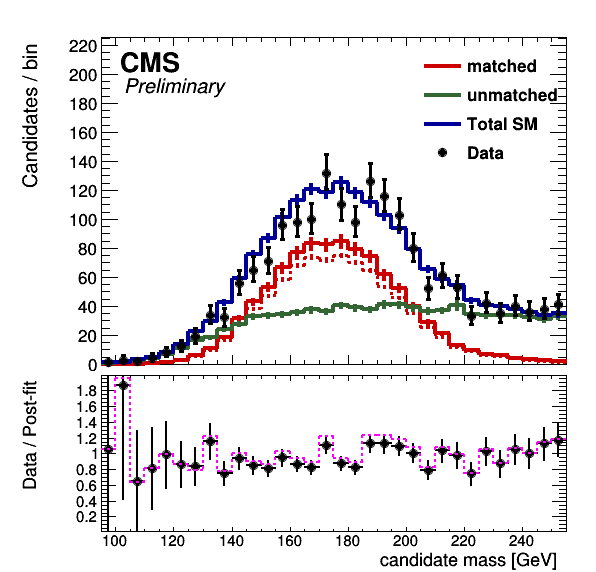 CMS
Preliminary
matched
unmatched
Total SM
Data
Candidates / bin
220
200
180
160
140
120
100
80
60
40
20
0
Data / Post-fit
1.8
1.6
1.4
1.2
1
0.8
0.6
0.4
0.2
100 120 140 160 180 200 220 240
candidate mass [GeV]